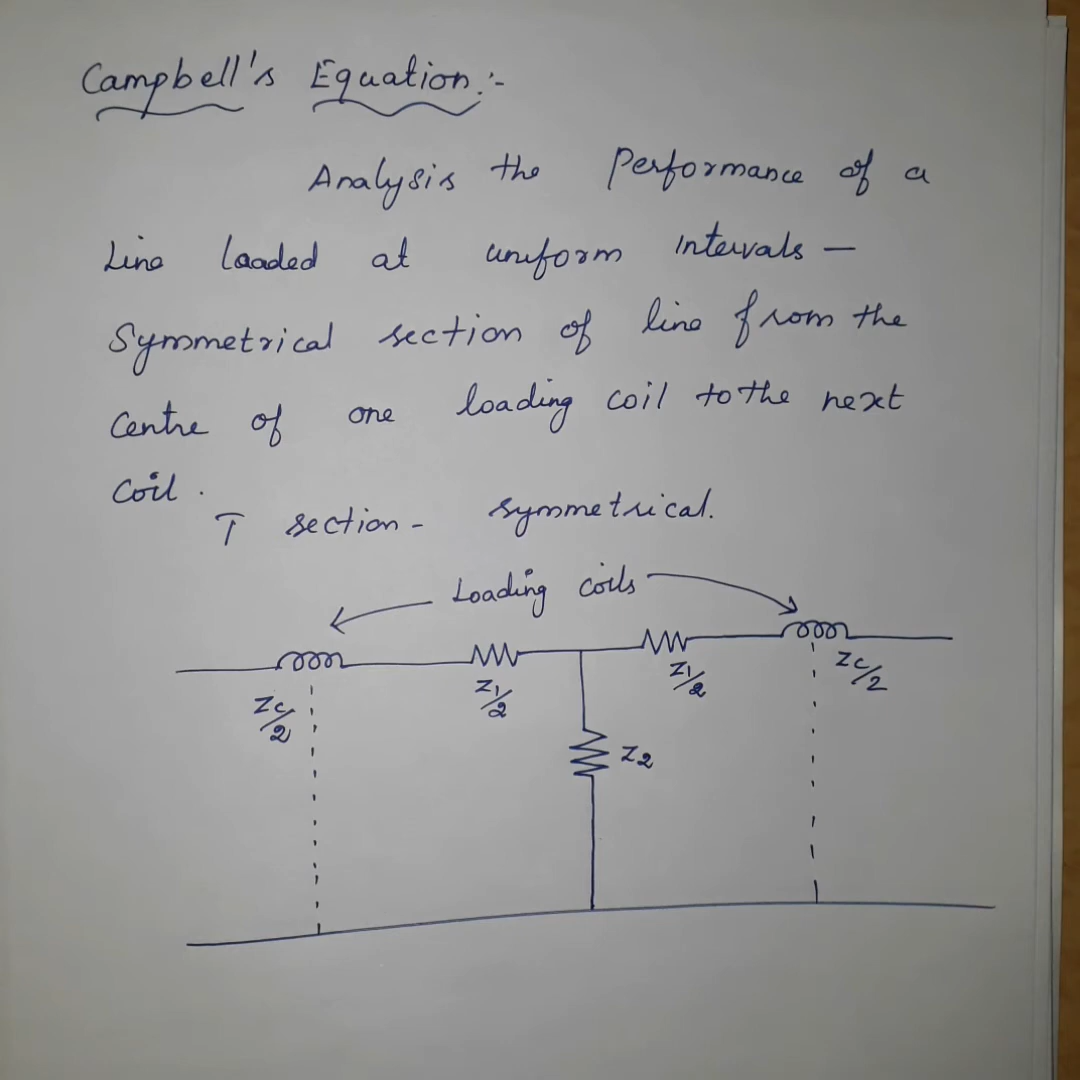 Campbell's Equation:-
Analysis the Performance of a
Line loaded at uniform intervals -
Symmetrical section of line from the
Centre of one loading coil to the next
Coil.
T section - symmetrical.
Loading coils
Zc/2
Z1/2
Z1/2
Zc/2
Z2